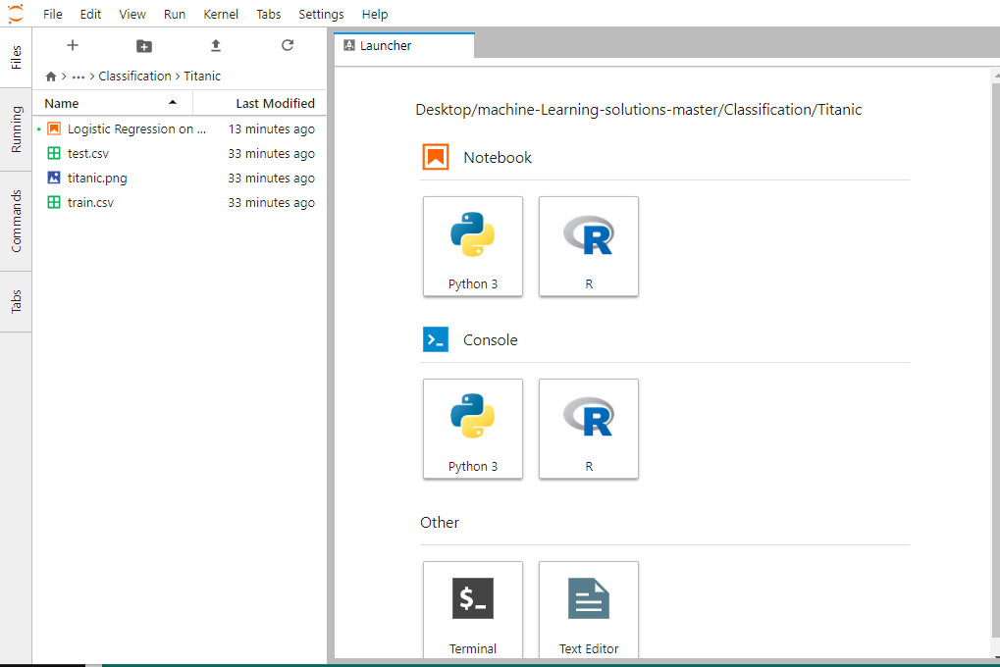 File Edit View Run Kernel Tabs Settings Help
Files
Running
Commands
Tabs
> ... > Classification > Titanic
Name Last Modified
Logistic Regression on ... 13 minutes ago
test.csv 33 minutes ago
titanic.png 33 minutes ago
train.csv 33 minutes ago
Launcher
Desktop/machine-Learning-solutions-master/Classification/Titanic
Notebook
Python 3 R
Console
Python 3 R
Other
$_
Terminal Text Editor